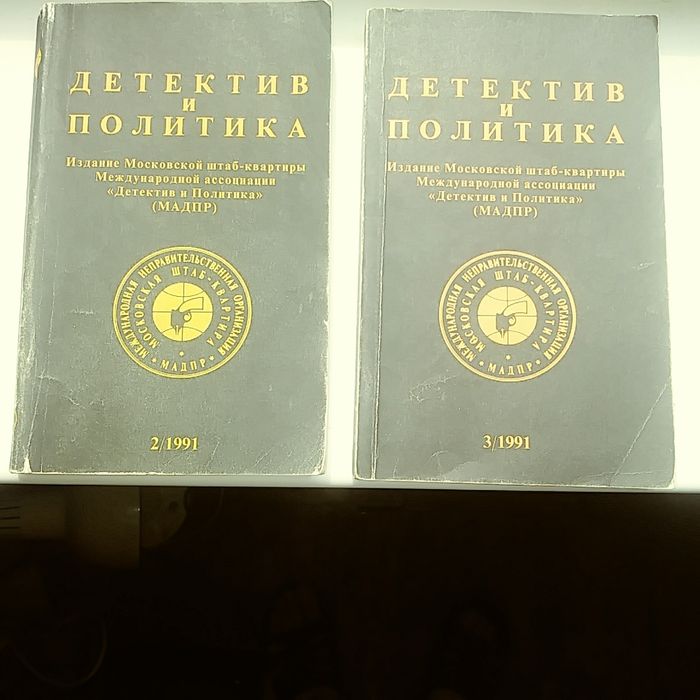 ДЕТЕКТИВ
И
ПОЛИТИКА
Издание Московской штаб-квартиры
Международной ассоциации
«Детектив и Политика»
(МАДПР)
МЕЖДУНАРОДНАЯ НЕПРАВИТЕЛЬСТВЕННАЯ ОРГАНИЗАЦИЯ
МОСКОВСКАЯ ШТАБ-КВАРТИРА
МАДПР
2/1991
ДЕТЕКТИВ
И
ПОЛИТИКА
Издание Московской штаб-квартиры
Международной ассоциации
«Детектив и Политика»
(МАДПР)
МЕЖДУНАРОДНАЯ НЕПРАВИТЕЛЬСТВЕННАЯ ОРГАНИЗАЦИЯ
МОСКОВСКАЯ ШТАБ-КВАРТИРА
МАДПР
3/1991